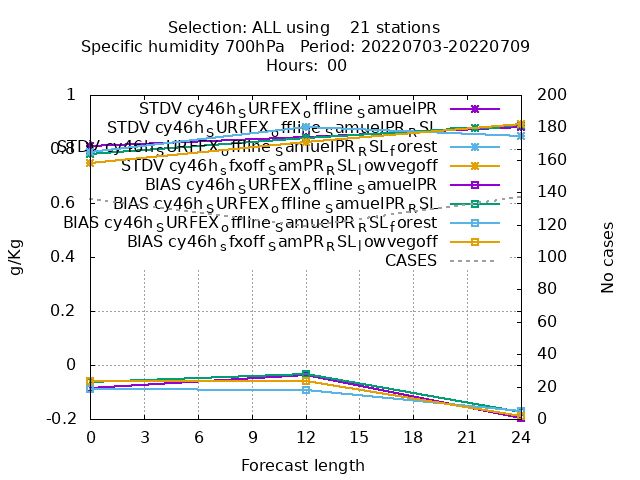 Selection: ALL using 21 stations
Specific humidity 700hPa Period: 20220703-20220709
Hours: 00
STDV cy46h_SURFEX_offline_samuelPR
STDV cy46h_SURFEX_offline_samuelPR_RSL
STDV cy46h_SURFEX_offline_samuelPR_RSL_forest
STDV cy46h_sfxoff_SamPR_RSL_lowvegoff
BIAS cy46h_SURFEX_offline_samuelPR
BIAS cy46h_SURFEX_offline_samuelPR_RSL
BIAS cy46h_SURFEX_offline_samuelPR_RSL_forest
BIAS cy46h_sfxoff_SamPR_RSL_lowvegoff
CASES
1
0.8
0.6
0.4
0.2
0
-0.2
g/Kg
200
180
160
140
120
100
80
60
40
20
0
No cases
0 3 6 9 12 15 18 21 24
Forecast length